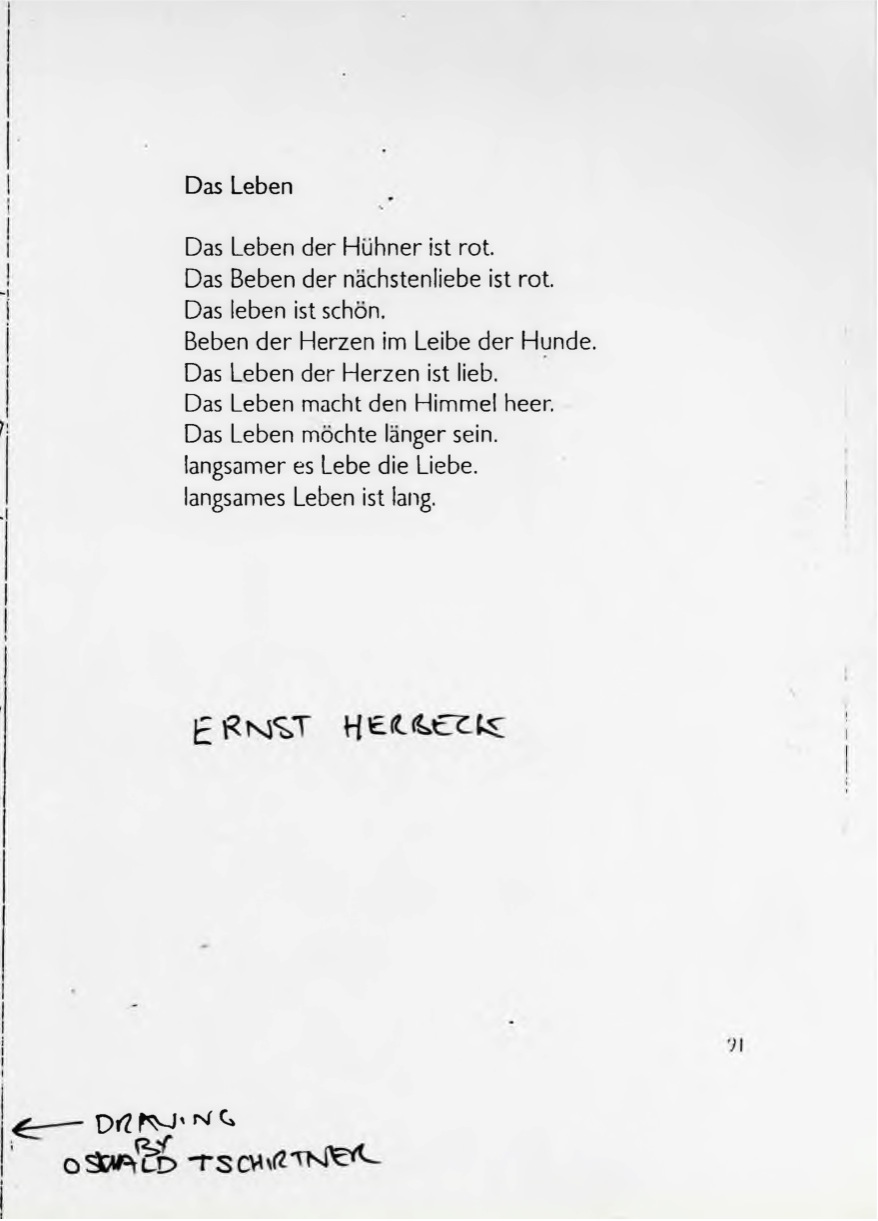 Das Leben
Das Leben der Hühner ist rot.
Das Beben der nächstenliebe ist rot.
Das leben ist schön.
Beben der Herzen im Leibe der Hunde.
Das Leben der Herzen ist lieb.
Das Leben macht den Himmel heer.
Das Leben möchte länger sein.
langsamer es Lebe die Liebe.
langsames Leben ist lang.
ERNST HERBECK
91
← DRAWING
BY
OSWALD TSCHIRTNER